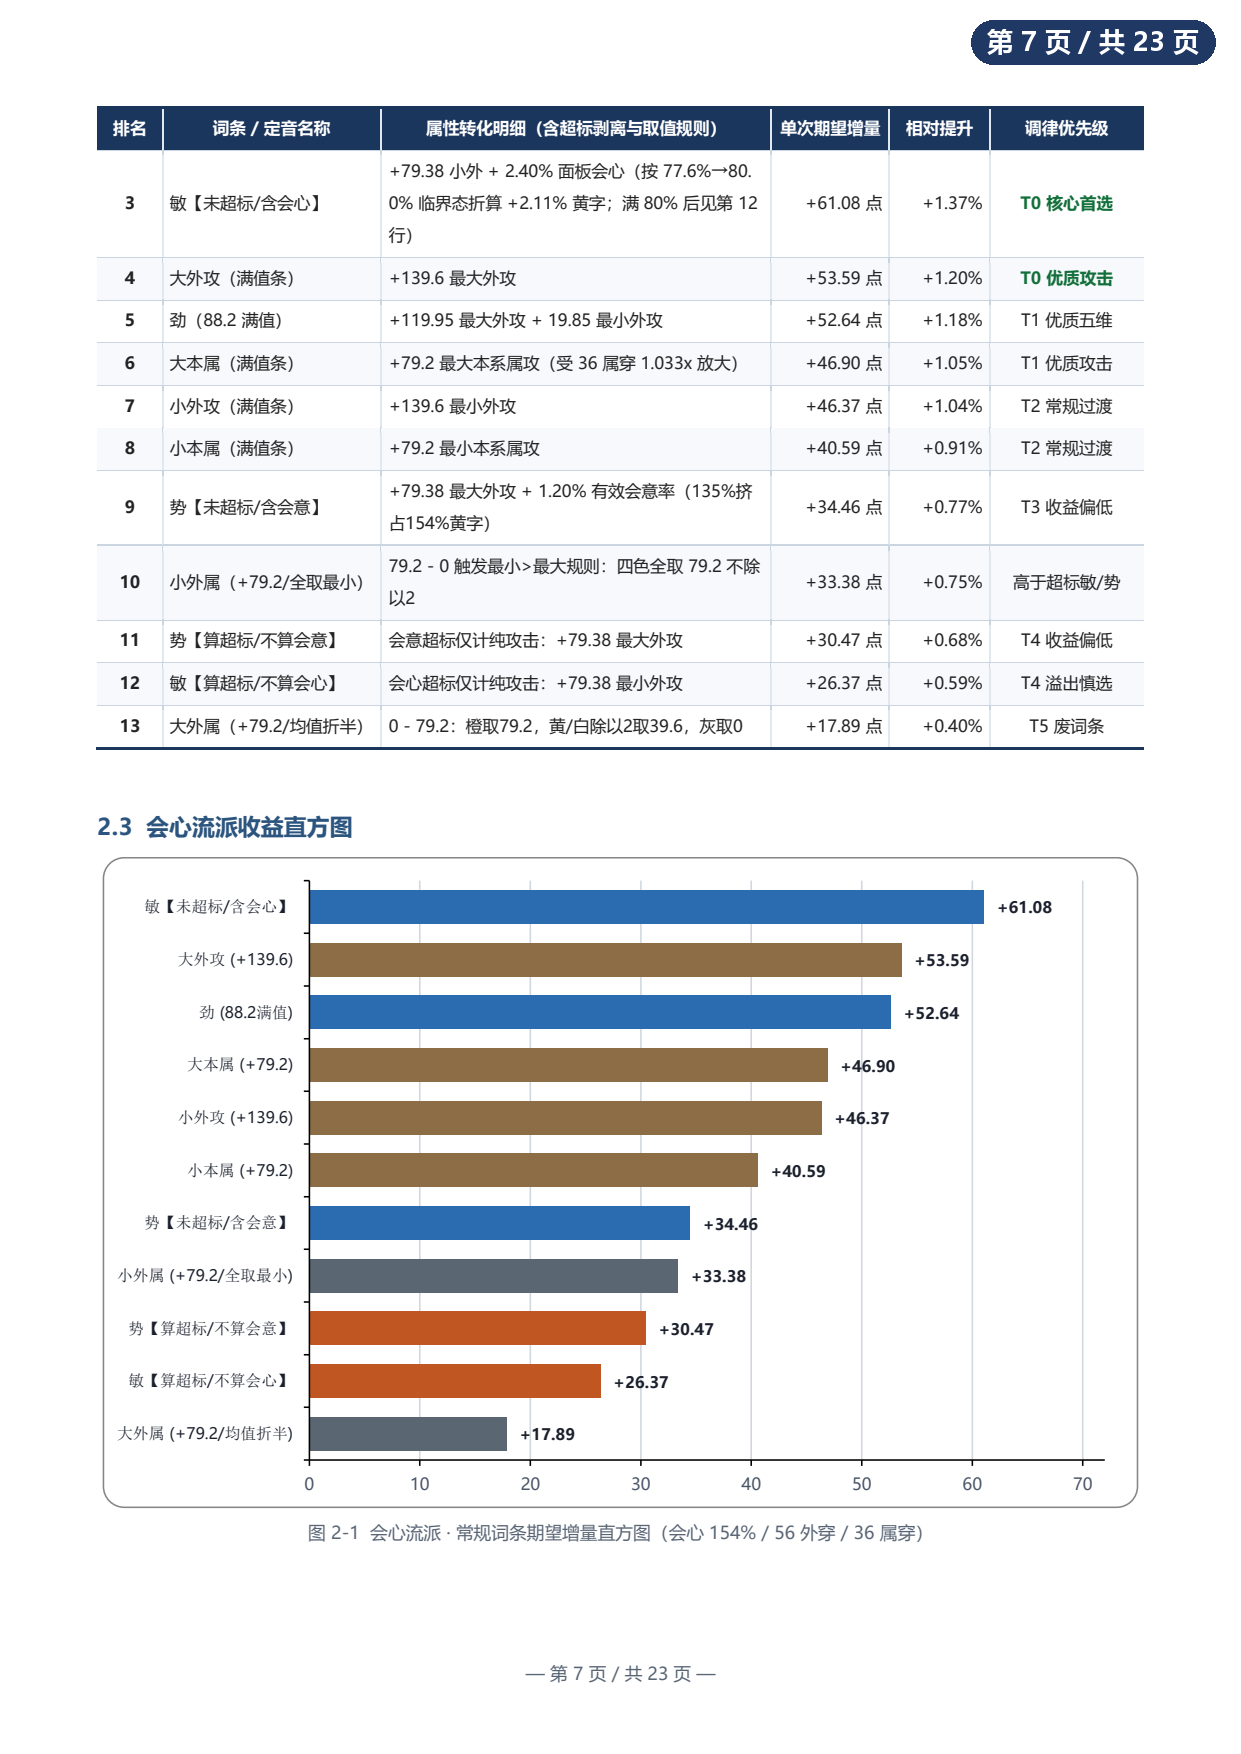 第 7 页 / 共 23 页
排名 词条 / 定音名称 属性转化明细（含超标剥离与取值规则） 单次期望增量 相对提升 调律优先级
3 敏【未超标/含会心】 +79.38 小外 + 2.40% 面板会心（按 77.6%→80.
0% 临界态折算 +2.11% 黄字；满 80% 后见第 12
行） +61.08 点 +1.37% T0 核心首选
4 大外攻（满值条） +139.6 最大外攻 +53.59 点 +1.20% T0 优质攻击
5 劲（88.2 满值） +119.95 最大外攻 + 19.85 最小外攻 +52.64 点 +1.18% T1 优质五维
6 大本属（满值条） +79.2 最大本系属攻（受 36 属穿 1.033x 放大） +46.90 点 +1.05% T1 优质攻击
7 小外攻（满值条） +139.6 最小外攻 +46.37 点 +1.04% T2 常规过渡
8 小本属（满值条） +79.2 最小本系属攻 +40.59 点 +0.91% T2 常规过渡
9 势【未超标/含会意】 +79.38 最大外攻 + 1.20% 有效会意率（135%挤
占154%黄字） +34.46 点 +0.77% T3 收益偏低
10 小外属（+79.2/全取最小） 79.2 - 0 触发最小>最大规则：四色全取 79.2 不除
以2 +33.38 点 +0.75% 高于超标敏/势
11 势【算超标/不算会意】 会意超标仅计纯攻击：+79.38 最大外攻 +30.47 点 +0.68% T4 收益偏低
12 敏【算超标/不算会心】 会心超标仅计纯攻击：+79.38 最小外攻 +26.37 点 +0.59% T4 溢出慎选
13 大外属（+79.2/均值折半） 0 - 79.2：橙取79.2，黄/白除以2取39.6，灰取0 +17.89 点 +0.40% T5 废词条
2.3 会心流派收益直方图
敏【未超标/含会心】 +61.08
大外攻 (+139.6) +53.59
劲 (88.2满值) +52.64
大本属 (+79.2) +46.90
小外攻 (+139.6) +46.37
小本属 (+79.2) +40.59
势【未超标/含会意】 +34.46
小外属 (+79.2/全取最小) +33.38
势【算超标/不算会意】 +30.47
敏【算超标/不算会心】 +26.37
大外属 (+79.2/均值折半) +17.89
0 10 20 30 40 50 60 70
图 2-1 会心流派 · 常规词条期望增量直方图（会心 154% / 56 外穿 / 36 属穿）
— 第 7 页 / 共 23 页 —